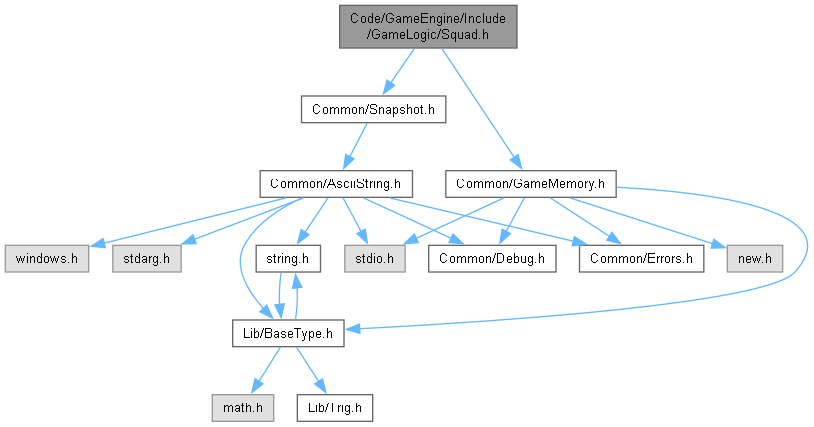 Code/GameEngine/Include
/GameLogic/Squad.h
Common/Snapshot.h
Common/AsciiString.h
Common/GameMemory.h
windows.h
stdarg.h
string.h
stdio.h
Common/Debug.h
Common/Errors.h
new.h
Lib/BaseType.h
math.h
Lib/Trig.h